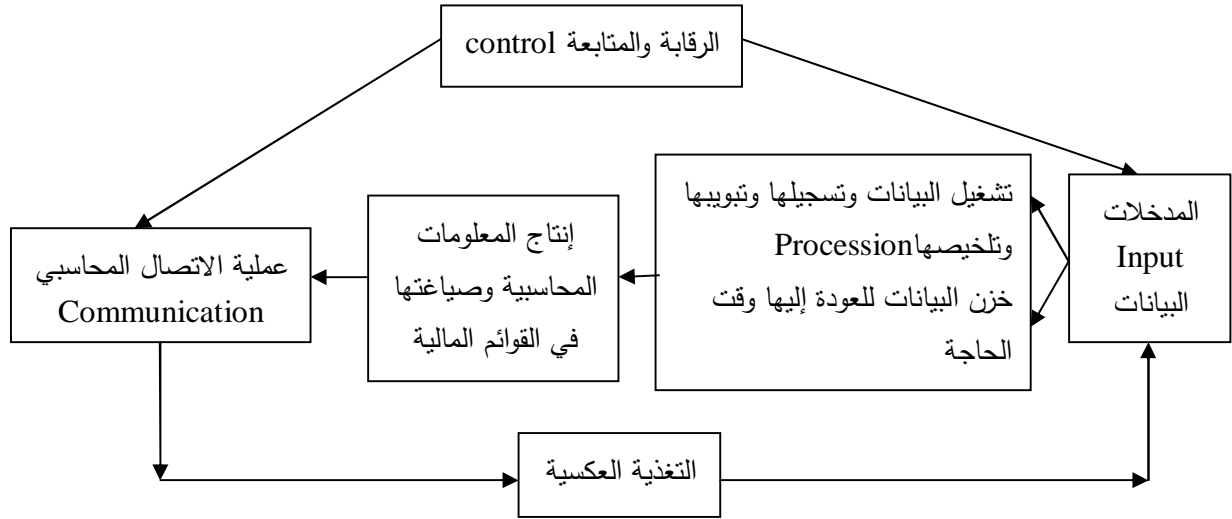 الرقابة والمتابعة control
المدخلات
Input
البيانات
تشغيل البيانات وتسجيلها وتبويبها
وتلخيصهاProcession
خزن البيانات للعودة إليها وقت
الحاجة
إنتاج المعلومات
المحاسبية وصياغتها
في القوائم المالية
عملية الاتصال المحاسبي
Communication
التغذية العكسية